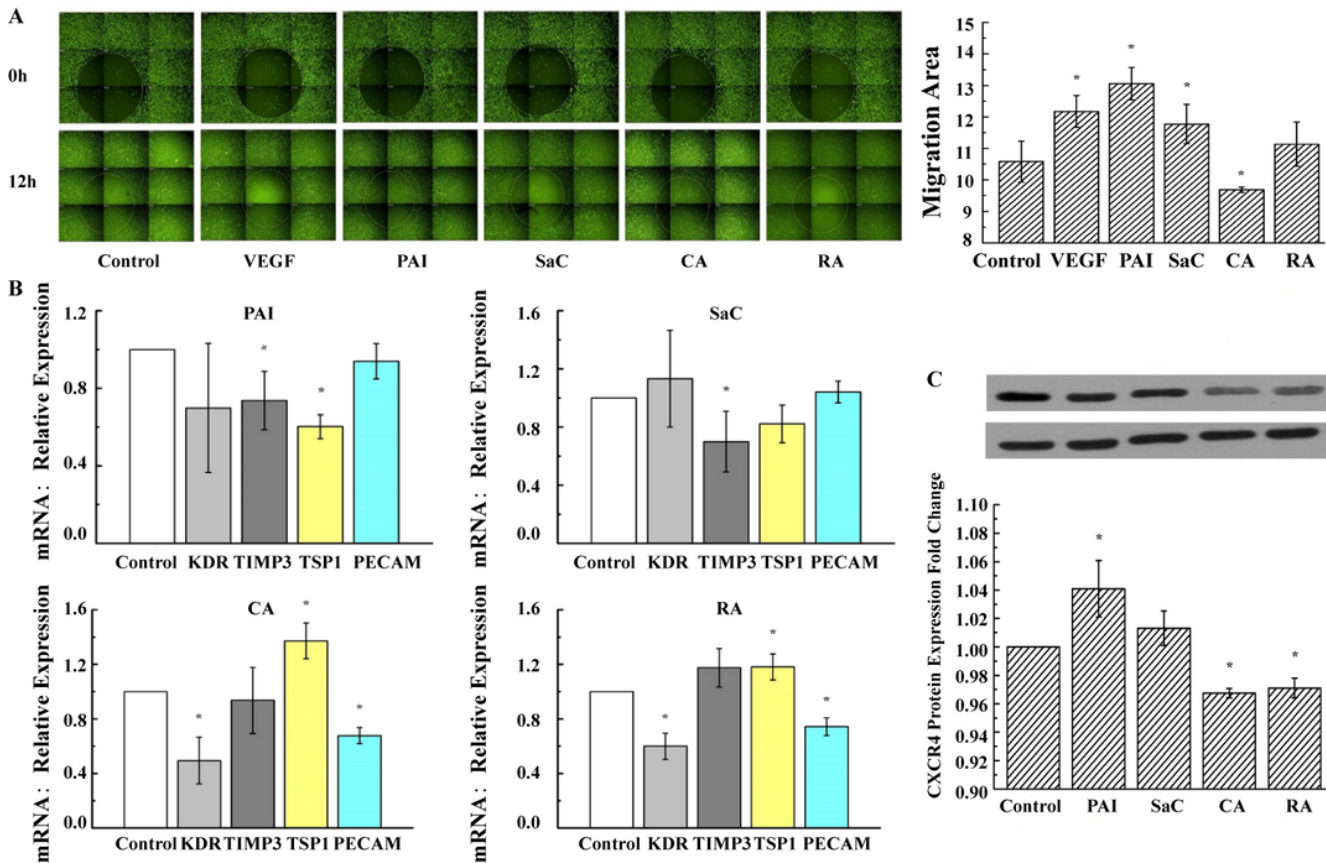 A
0h
12h
Control VEGF PAI SaC CA RA
Migration Area
15
14
13
12
11
10
9
8
* * * *
Control VEGF PAI SaC CA RA
B
PAI
mRNA: Relative Expression
1.2
0.8
0.4
0.0
* *
Control KDR TIMP3 TSP1 PECAM
SaC
mRNA: Relative Expression
1.6
1.2
0.8
0.4
0.0
*
Control KDR TIMP3 TSP1 PECAM
CA
mRNA: Relative Expression
1.6
1.2
0.8
0.4
0.0
* * *
Control KDR TIMP3 TSP1 PECAM
RA
mRNA: Relative Expression
1.6
1.2
0.8
0.4
0.0
* * *
Control KDR TIMP3 TSP1 PECAM
C
CXCR4 Protein Expression Fold Change
1.10
1.08
1.06
1.04
1.02
1.00
0.98
0.96
0.94
0.92
0.90
* * *
Control PAI SaC CA RA